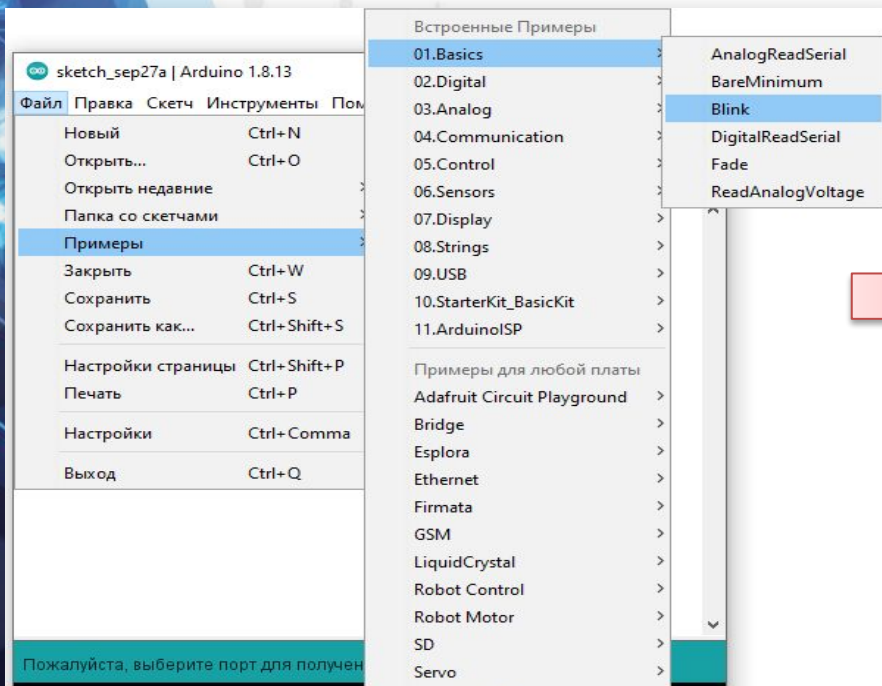 sketch_sep27a | Arduino 1.8.13
Файл Правка Скетч Инструменты
Новый Ctrl+N
Открыть... Ctrl+O
Открыть недавние
Папка со скетчами
Примеры
Закрыть Ctrl+W
Сохранить Ctrl+S
Сохранить как... Ctrl+Shift+S
Настройки страницы Ctrl+Shift+P
Печать Ctrl+P
Настройки Ctrl+Comma
Выход Ctrl+Q
Встроенные Примеры
01.Basics
02.Digital
03.Analog
04.Communication
05.Control
06.Sensors
07.Display
08.Strings
09.USB
10.StarterKit_BasicKit
11.ArduinoISP
Примеры для любой платы
Adafruit Circuit Playground
Bridge
Esplora
Ethernet
Firmata
GSM
LiquidCrystal
Robot Control
Robot Motor
SD
Servo
AnalogReadSerial
BareMinimum
Blink
DigitalReadSerial
Fade
ReadAnalogVoltage
Пожалуйста, выберите порт для